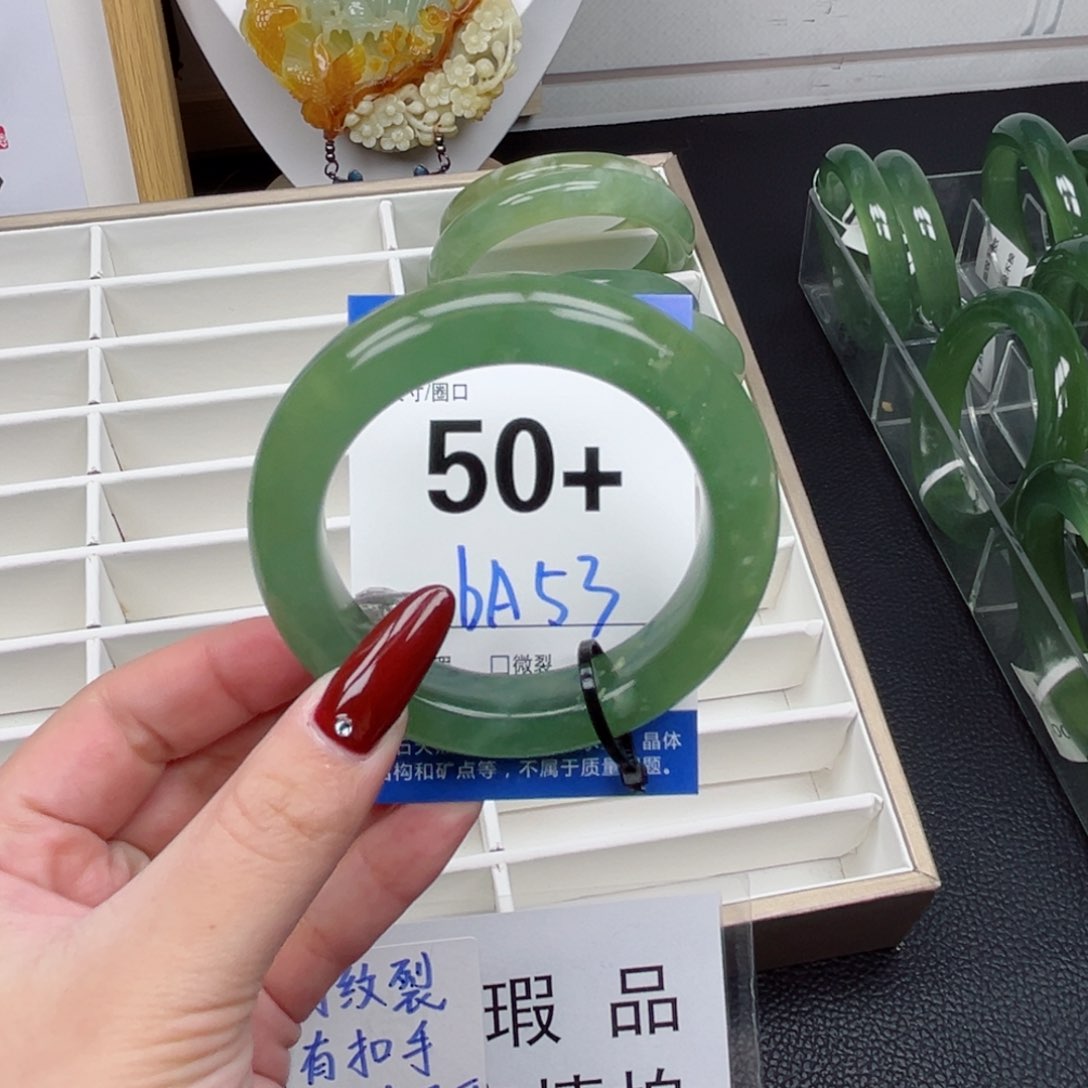 寸/圈口
50+
bA53
□微裂
晶体
构和矿点等，不属于质量问题。
纹裂
瑕品
有扣手